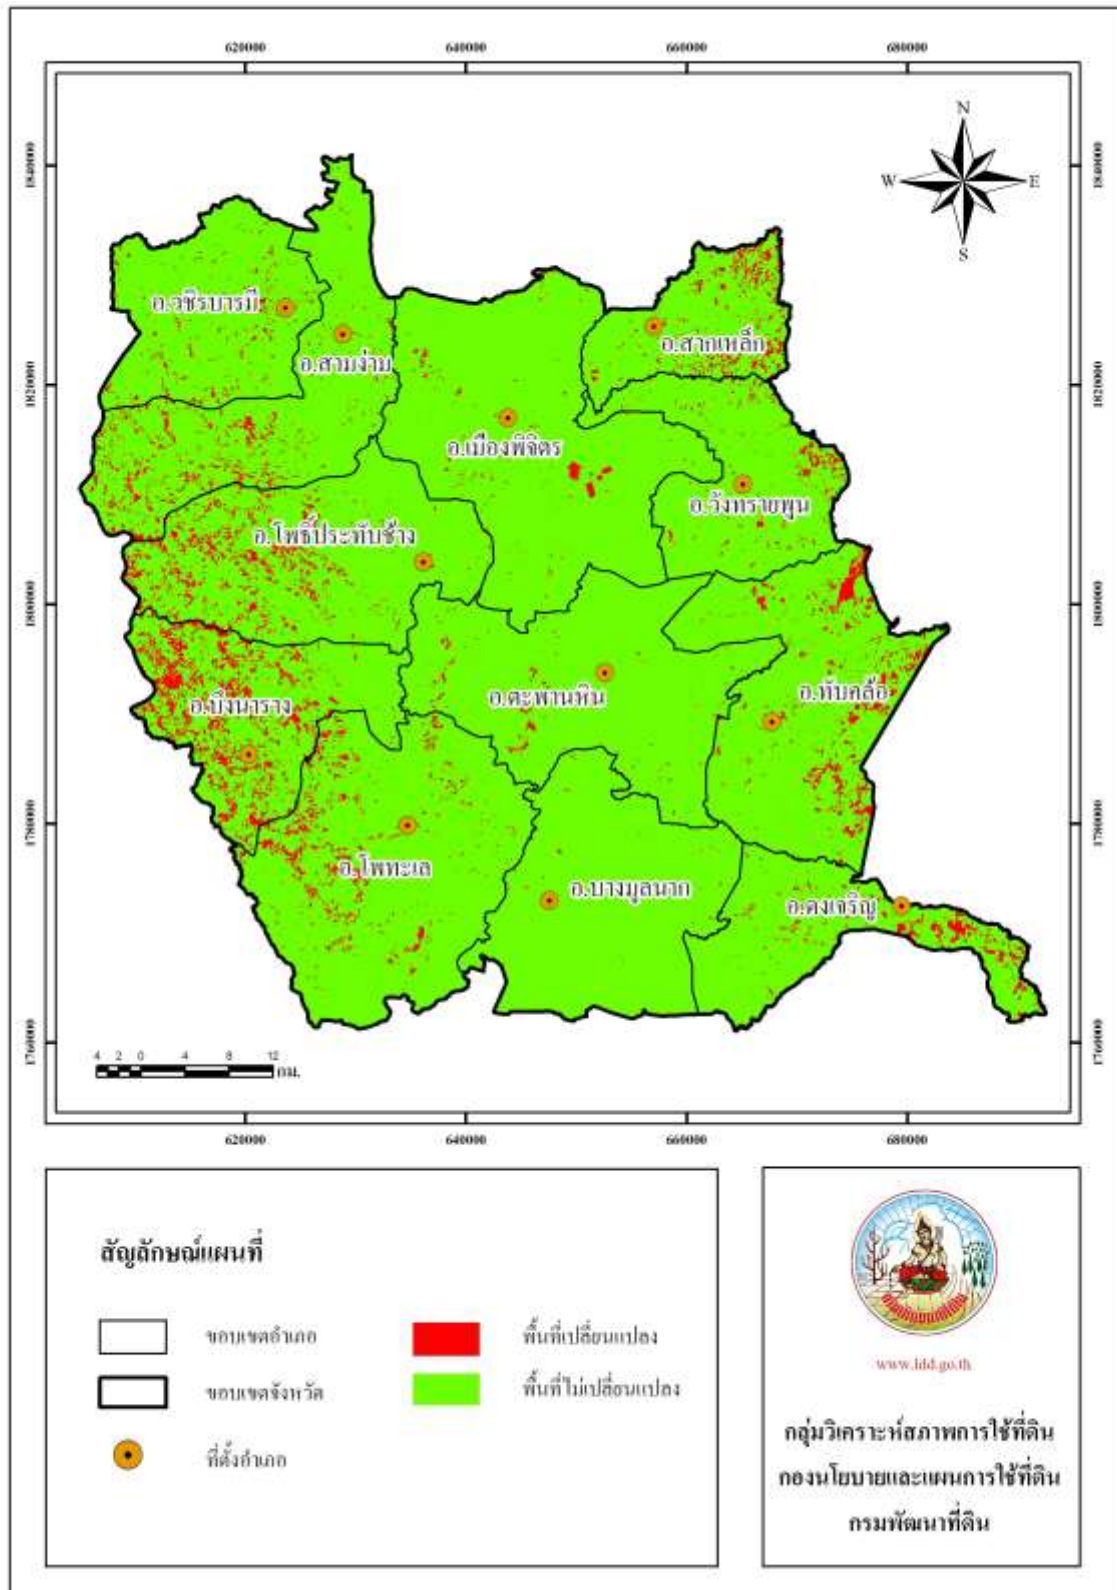 620000 640000 660000 680000
1840000 1840000
N
W E
S
อ.วชิรบารมี
อ.สามง่าม
อ.สากเหล็ก
1820000 1820000
อ.เมืองพิจิตร
อ.วังทรายพูน
อ.โพธิ์ประทับช้าง
1800000 1800000
อ.ตะพานหิน
อ.ทับคล้อ
อ.บึงนาราง
1780000 1780000
อ.โพทะเล
อ.บางมูลนาก
อ.ดงเจริญ
1760000 1760000
4 2 0 4 8 12
กม.
620000 640000 660000 680000
สัญลักษณ์แผนที่
ขอบเขตอำเภอ
ขอบเขตจังหวัด
ที่ตั้งอำเภอ
พื้นที่เปลี่ยนแปลง
พื้นที่ไม่เปลี่ยนแปลง
www.ldd.go.th
กลุ่มวิเคราะห์สภาพการใช้ที่ดิน
กองนโยบายและแผนการใช้ที่ดิน
กรมพัฒนาที่ดิน